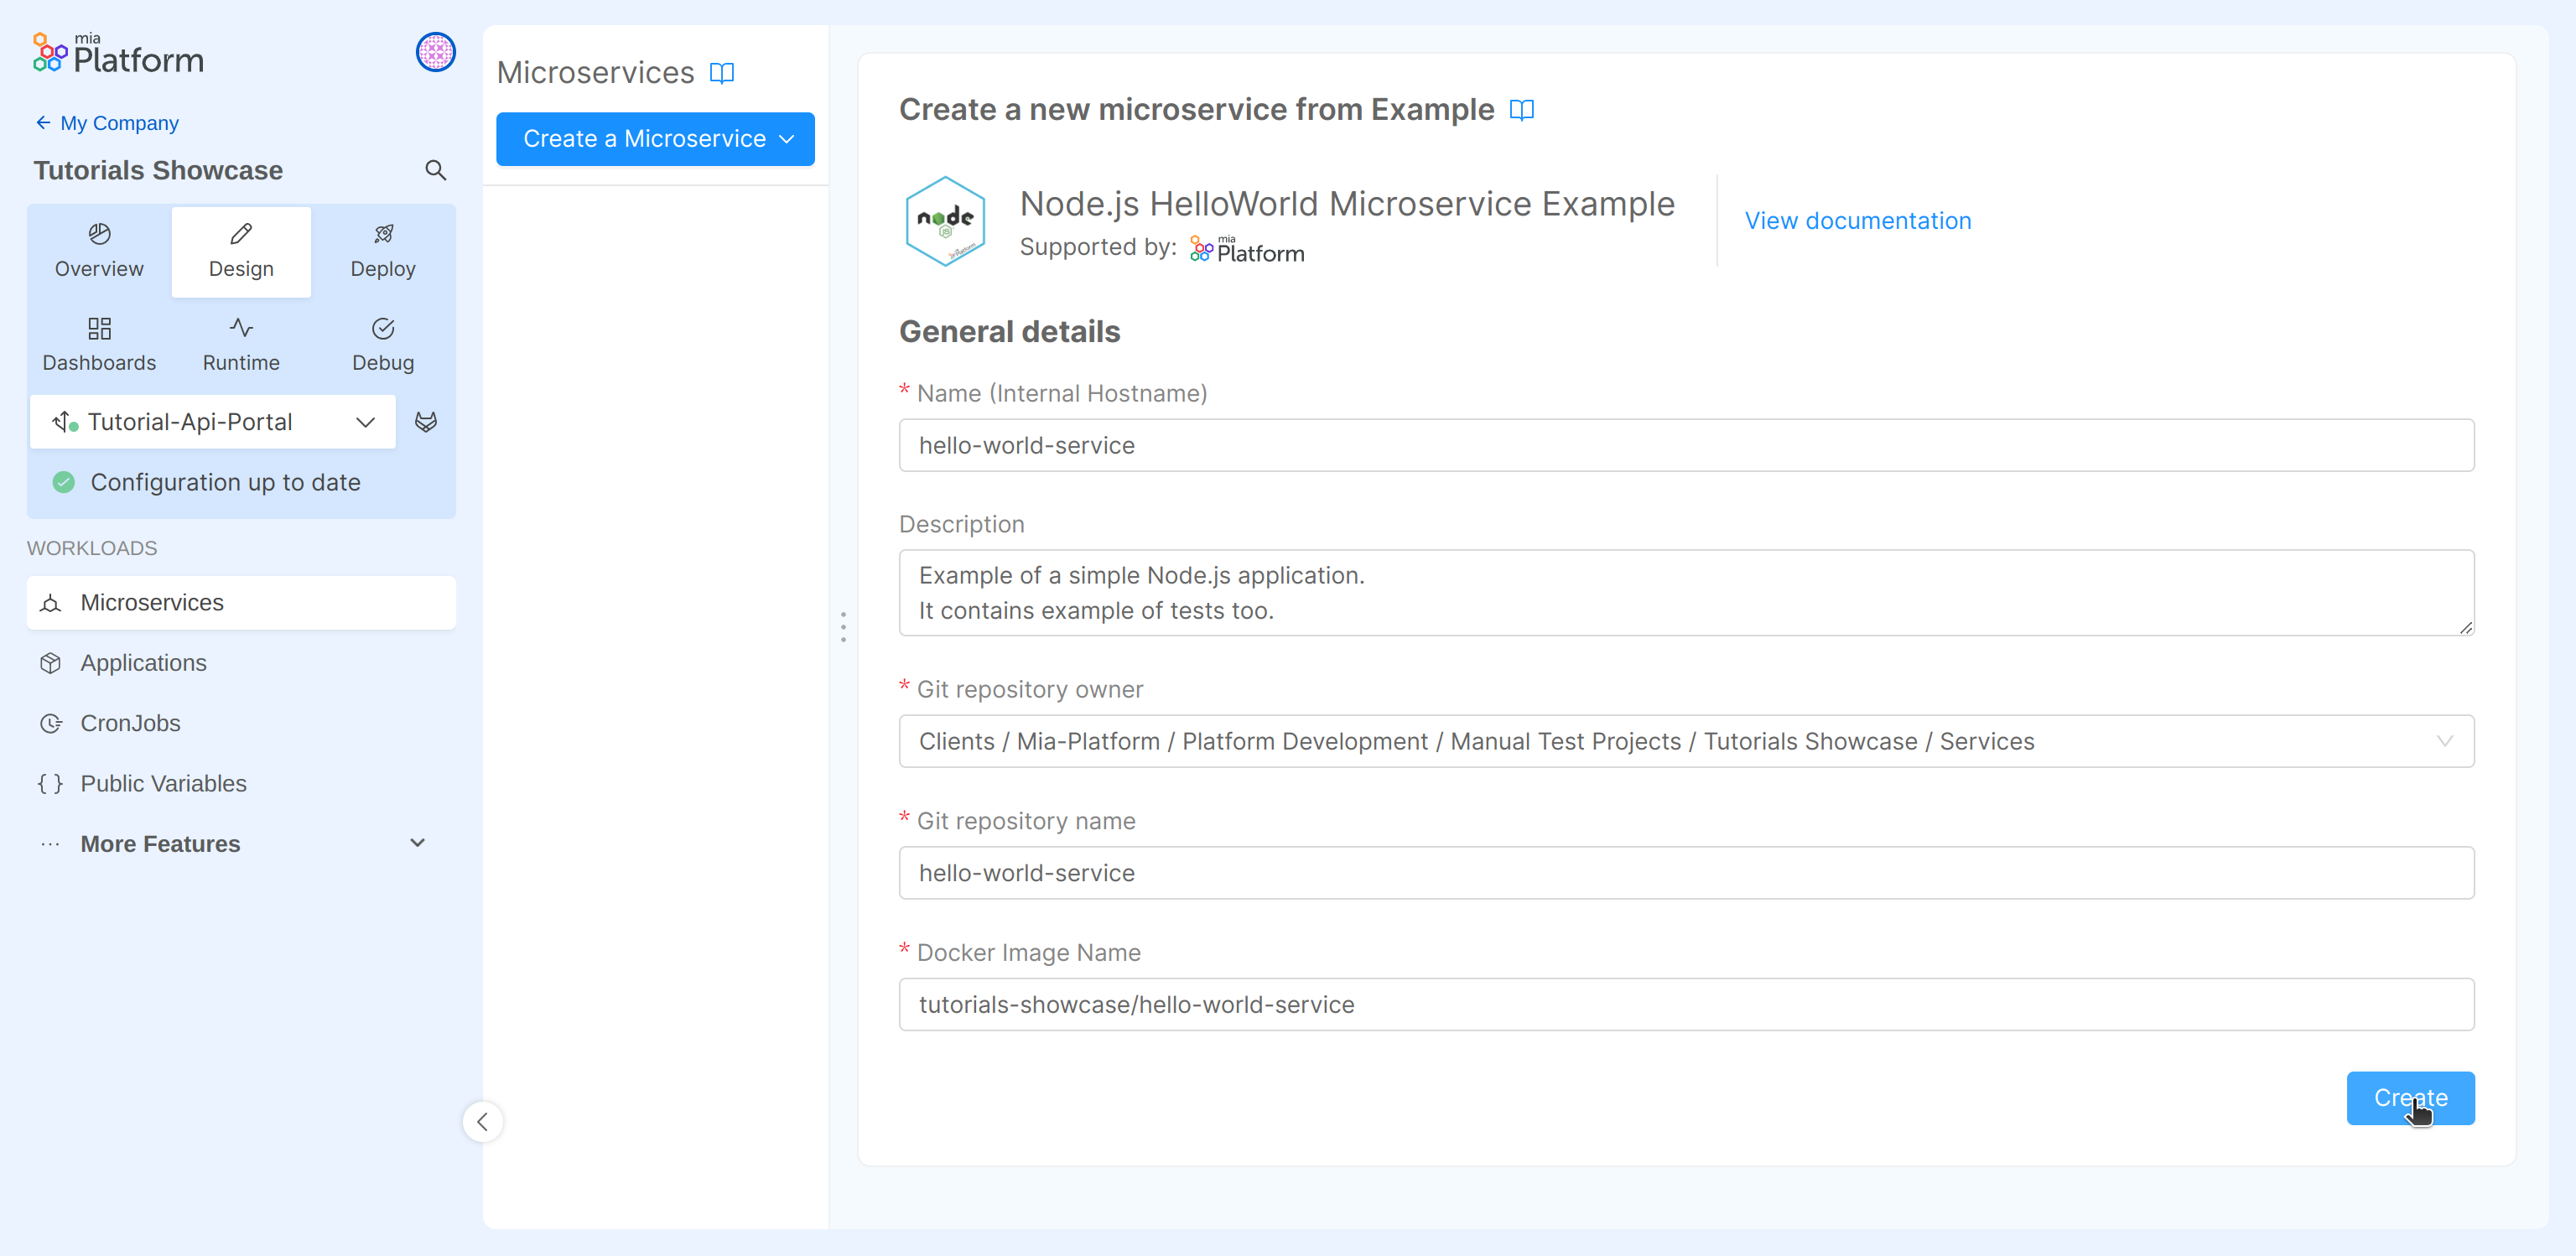 mia
Platform
My Company
Tutorials Showcase
Overview
Design
Deploy
Dashboards
Runtime
Debug
Tutorial-Api-Portal
Configuration up to date
WORKLOADS
Microservices
Applications
CronJobs
{ } Public Variables
... More Features
Microservices
Create a Microservice
Create a new microservice from Example
node
JS
Platform
Node.js HelloWorld Microservice Example
Supported by: mia Platform
View documentation
General details
* Name (Internal Hostname)
hello-world-service
Description
Example of a simple Node.js application.
It contains example of tests too.
* Git repository owner
Clients / Mia-Platform / Platform Development / Manual Test Projects / Tutorials Showcase / Services
* Git repository name
hello-world-service
* Docker Image Name
tutorials-showcase/hello-world-service
Create